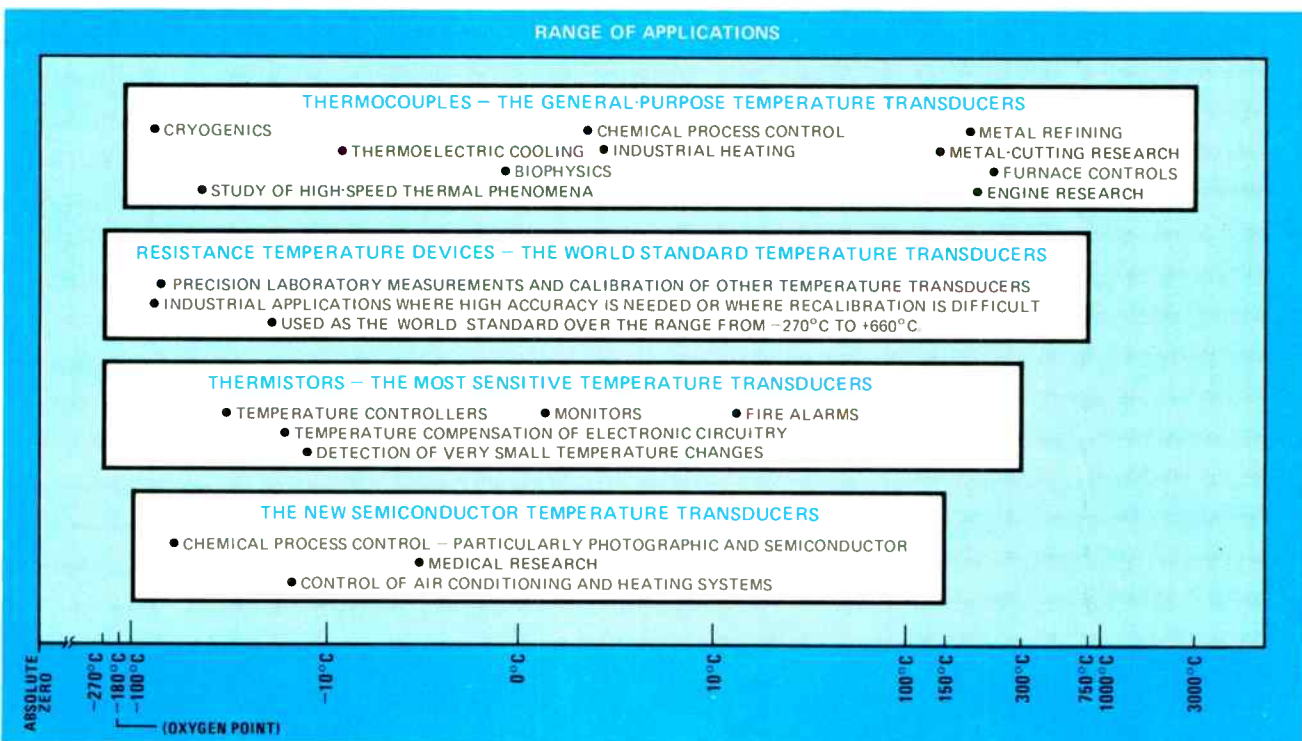 RANGE OF APPLICATIONS
THERMOCOUPLES – THE GENERAL-PURPOSE TEMPERATURE TRANSDUCERS
● CRYOGENICS
● CHEMICAL PROCESS CONTROL
● METAL REFINING
● THERMOELECTRIC COOLING
● INDUSTRIAL HEATING
● METAL-CUTTING RESEARCH
● BIOPHYSICS
● FURNACE CONTROLS
● STUDY OF HIGH-SPEED THERMAL PHENOMENA
● ENGINE RESEARCH
RESISTANCE TEMPERATURE DEVICES – THE WORLD STANDARD TEMPERATURE TRANSDUCERS
● PRECISION LABORATORY MEASUREMENTS AND CALIBRATION OF OTHER TEMPERATURE TRANSDUCERS
● INDUSTRIAL APPLICATIONS WHERE HIGH ACCURACY IS NEEDED OR WHERE RECALIBRATION IS DIFFICULT
● USED AS THE WORLD STANDARD OVER THE RANGE FROM –270°C TO +660°C.
THERMISTORS – THE MOST SENSITIVE TEMPERATURE TRANSDUCERS
● TEMPERATURE CONTROLLERS
● MONITORS
● FIRE ALARMS
● TEMPERATURE COMPENSATION OF ELECTRONIC CIRCUITRY
● DETECTION OF VERY SMALL TEMPERATURE CHANGES
THE NEW SEMICONDUCTOR TEMPERATURE TRANSDUCERS
● CHEMICAL PROCESS CONTROL – PARTICULARLY PHOTOGRAPHIC AND SEMICONDUCTOR
● MEDICAL RESEARCH
● CONTROL OF AIR CONDITIONING AND HEATING SYSTEMS
ABSOLUTE
ZERO
–270°C
–180°C
–100°C
–10°C
0°C
10°C
100°C
150°C
300°C
750°C
1000°C
3000°C
(OXYGEN POINT)